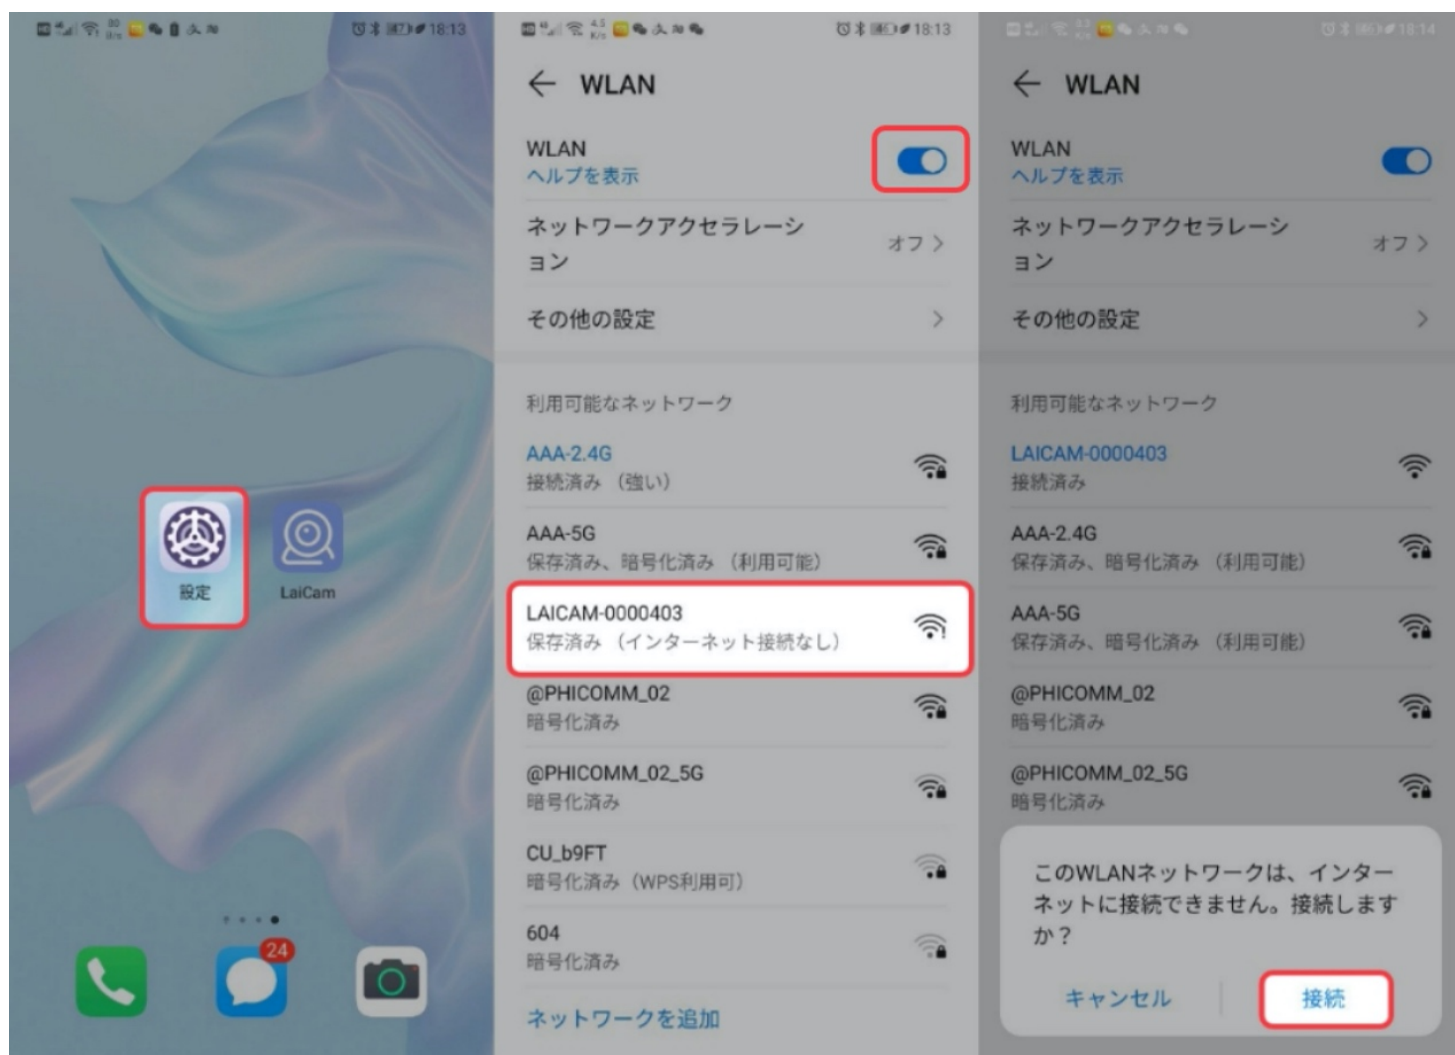 18:13
設定
LaiCam
24
18:13
WLAN
WLAN
ヘルプを表示
ネットワークアクセラレーシ
ョン
オフ
その他の設定
利用可能なネットワーク
AAA-2.4G
接続済み （強い）
AAA-5G
保存済み、暗号化済み （利用可能）
LAICAM-0000403
保存済み （インターネット接続なし）
@PHICOMM_02
暗号化済み
@PHICOMM_02_5G
暗号化済み
CU_b9FT
暗号化済み（WPS利用可）
604
暗号化済み
ネットワークを追加
18:14
WLAN
WLAN
ヘルプを表示
ネットワークアクセラレーシ
ョン
オフ
その他の設定
利用可能なネットワーク
LAICAM-0000403
接続済み
AAA-2.4G
保存済み、暗号化済み （利用可能）
AAA-5G
保存済み、暗号化済み （利用可能）
@PHICOMM_02
暗号化済み
@PHICOMM_02_5G
暗号化済み
このWLANネットワークは、インター
ネットに接続できません。接続します
か？
キャンセル
接続